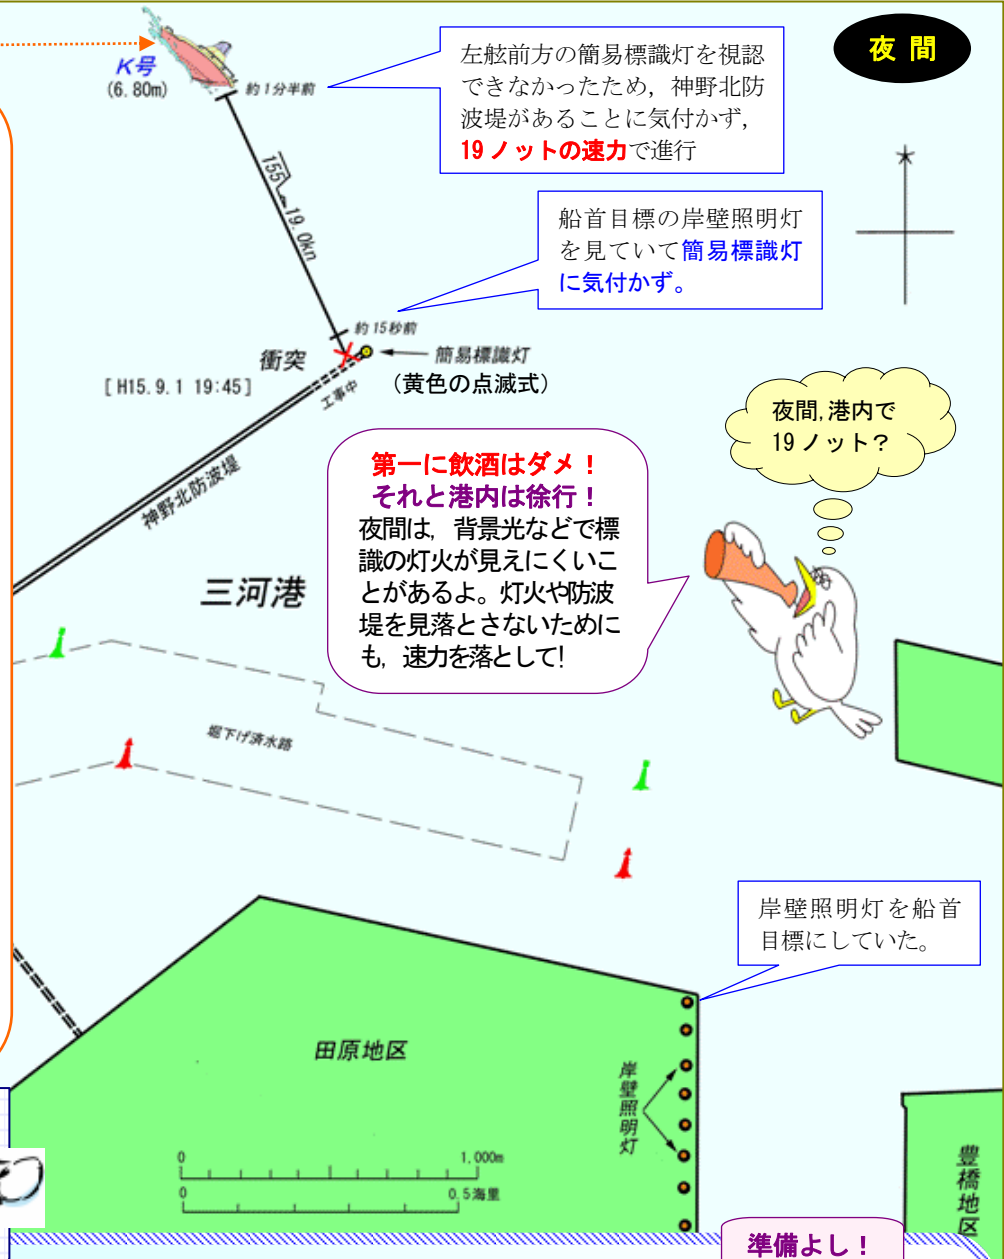 夜 間
左舷前方の簡易標識灯を視認
できなかったため，神野北防
波堤があることに気付かず，
19 ノットの速力で進行
K号
(6.80m)
約1分半前
155 19.0kn
船首目標の岸壁照明灯
を見ていて簡易標識灯
に気付かず。
約15秒前
衝突
簡易標識灯
（黄色の点滅式）
[H15.9.1 19:45]
工事中
神野北防波堤
夜間,港内で
19 ノット？
第一に飲酒はダメ！
それと港内は徐行！
夜間は，背景光などで標
識の灯火が見えにくいこ
とがあるよ。灯火や防波
堤を見落とさないために
も，速力を落として!
三河港
堀下げ済水路
岸壁照明灯を船首
目標にしていた。
田原地区
岸壁照明灯
0 1,000m
0 0.5海里
豊橋地区
準備よし！